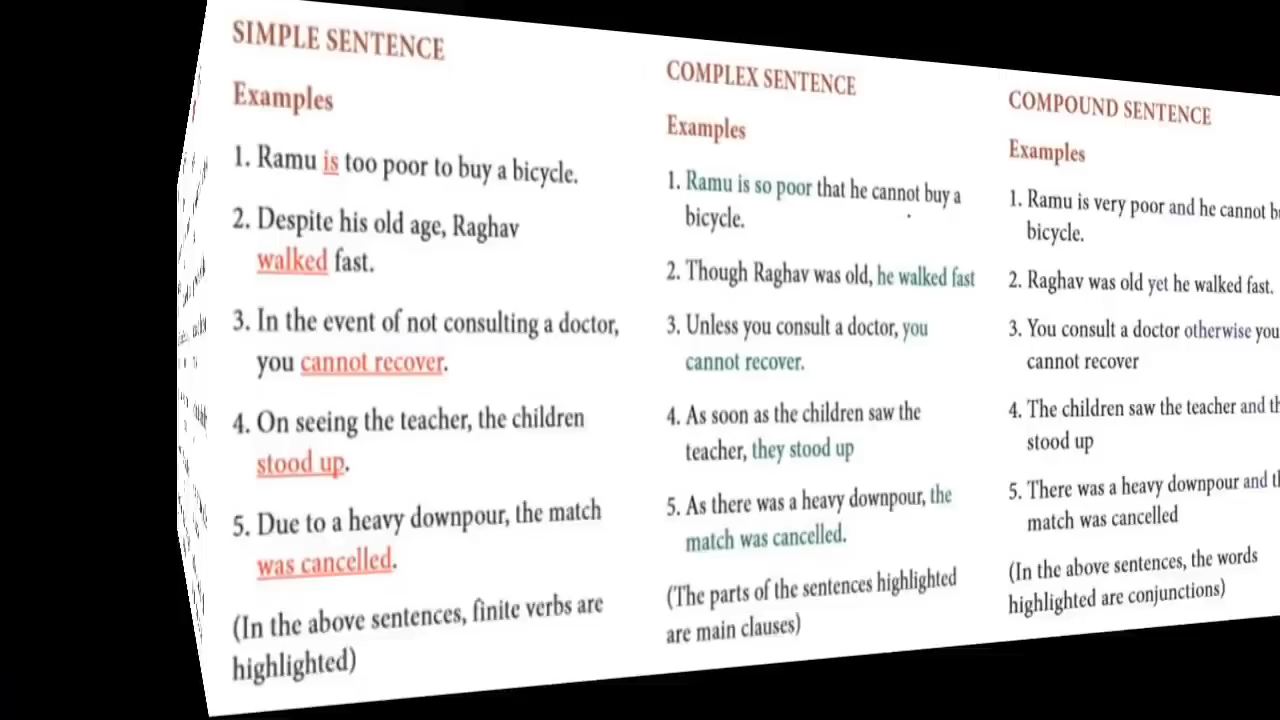 SIMPLE SENTENCE
Examples
1. Ramu is too poor to buy a bicycle.
2. Despite his old age, Raghav
walked fast.
3. In the event of not consulting a doctor,
you cannot recover.
4. On seeing the teacher, the children
stood up.
5. Due to a heavy downpour, the match
was cancelled.
(In the above sentences, finite verbs are
highlighted)
COMPLEX SENTENCE
Examples
1. Ramu is so poor that he cannot buy a
bicycle.
2. Though Raghav was old, he walked fast
3. Unless you consult a doctor, you
cannot recover.
4. As soon as the children saw the
teacher, they stood up
5. As there was a heavy downpour, the
match was cancelled.
(The parts of the sentences highlighted
are main clauses)
COMPOUND SENTENCE
Examples
1. Ramu is very poor and he cannot
bicycle.
2. Raghav was old yet he walked fast.
3. You consult a doctor otherwise you
cannot recover
4. The children saw the teacher and
stood up
5. There was a heavy downpour and
match was cancelled
(In the above sentences, the words
highlighted are conjunctions)